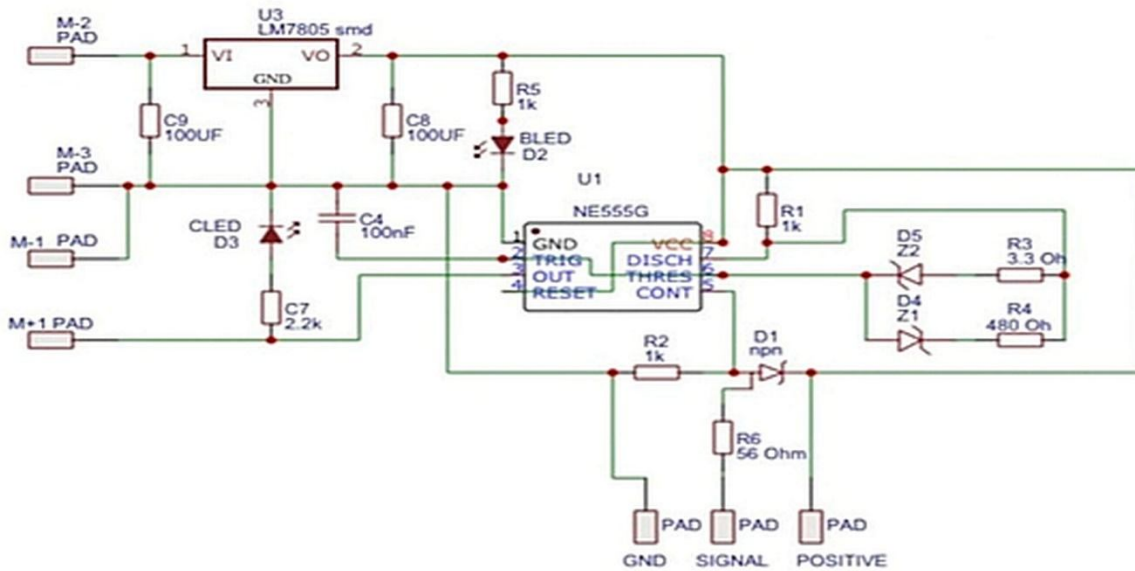 M-2
PAD
U3
LM7805 smd
1
VI
VO
2
GND
3
C9
100UF
C8
100UF
R5
1k
BLED
D2
M-3
PAD
M-1 PAD
CLED
D3
C4
100nF
C7
2.2k
M+1 PAD
U1
NE555G
1
GND
2
TRIG
3
OUT
4
RESET
VCC
8
DISCH
7
THRES
6
CONT
5
R1
1k
D5
Z2
R3
3.3 Oh
D4
Z1
R4
480 Oh
R2
1k
D1
npn
R6
56 Ohm
PAD
PAD
PAD
GND
SIGNAL
POSITIVE